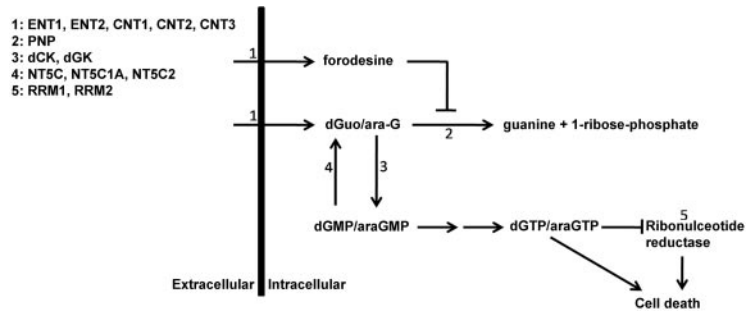 1: ENT1, ENT2, CNT1, CNT2, CNT3
2: PNP
3: dCK, dGK
4: NT5C, NT5C1A, NT5C2
5: RRM1, RRM2
1
forodesine
1
dGuo/ara-G
2
guanine + 1-ribose-phosphate
4
3
dGMP/araGMP
dGTP/araGTP
5
Ribonulceotide
reductase
Extracellular
Intracellular
Cell death